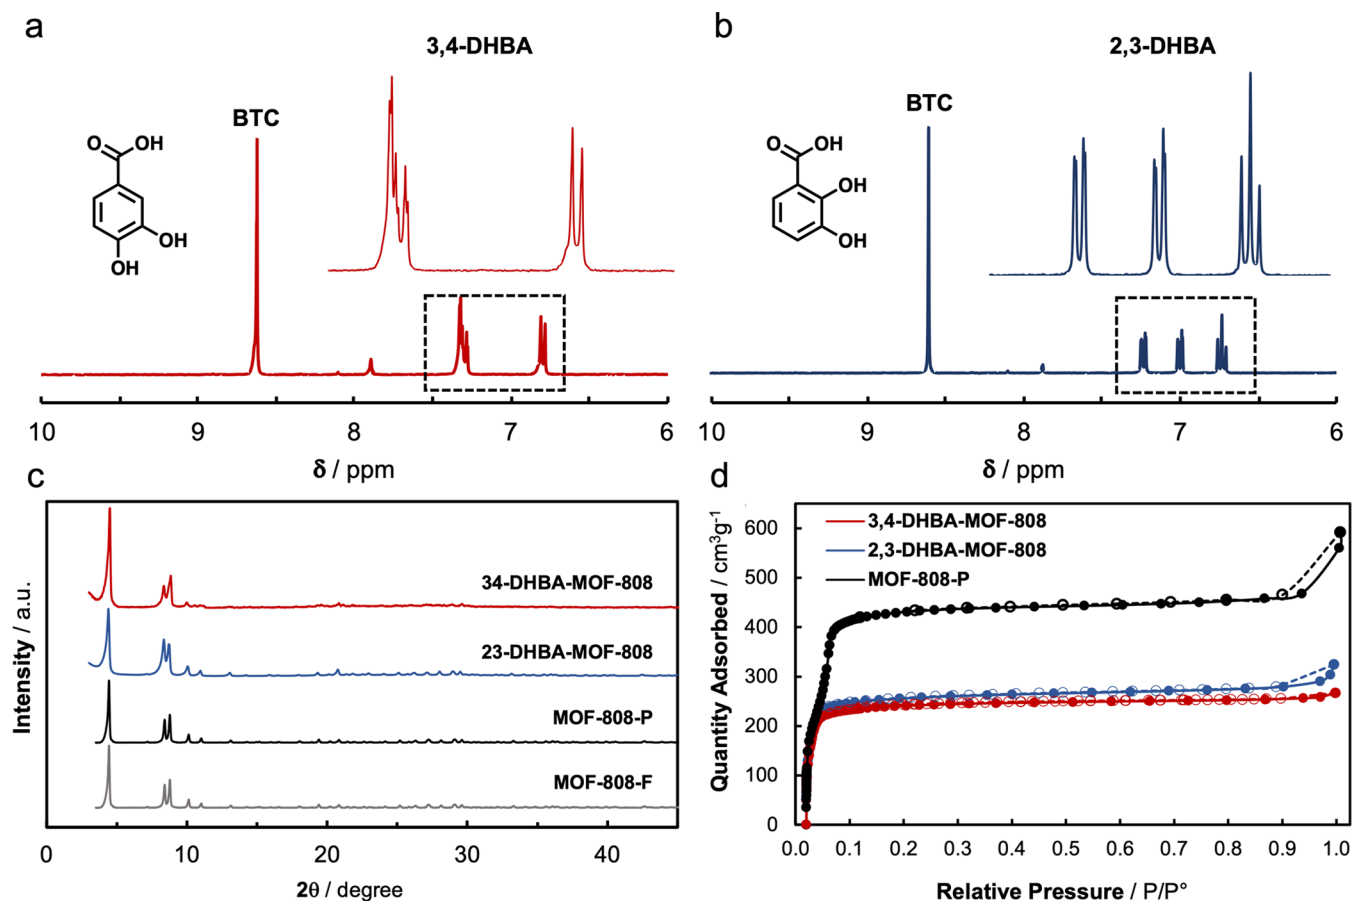 a
3,4-DHBA
BTC
O
OH
OH
OH
10
9
8
7
6
δ / ppm
b
2,3-DHBA
BTC
O
OH
OH
OH
10
9
8
7
6
δ / ppm
c
Intensity / a.u.
34-DHBA-MOF-808
23-DHBA-MOF-808
MOF-808-P
MOF-808-F
0
10
20
30
40
2θ / degree
d
Quantity Adsorbed / cm³g⁻¹
3,4-DHBA-MOF-808
2,3-DHBA-MOF-808
MOF-808-P
600
500
400
300
200
100
0
0.0
0.1
0.2
0.3
0.4
0.5
0.6
0.7
0.8
0.9
1.0
Relative Pressure / P/P°